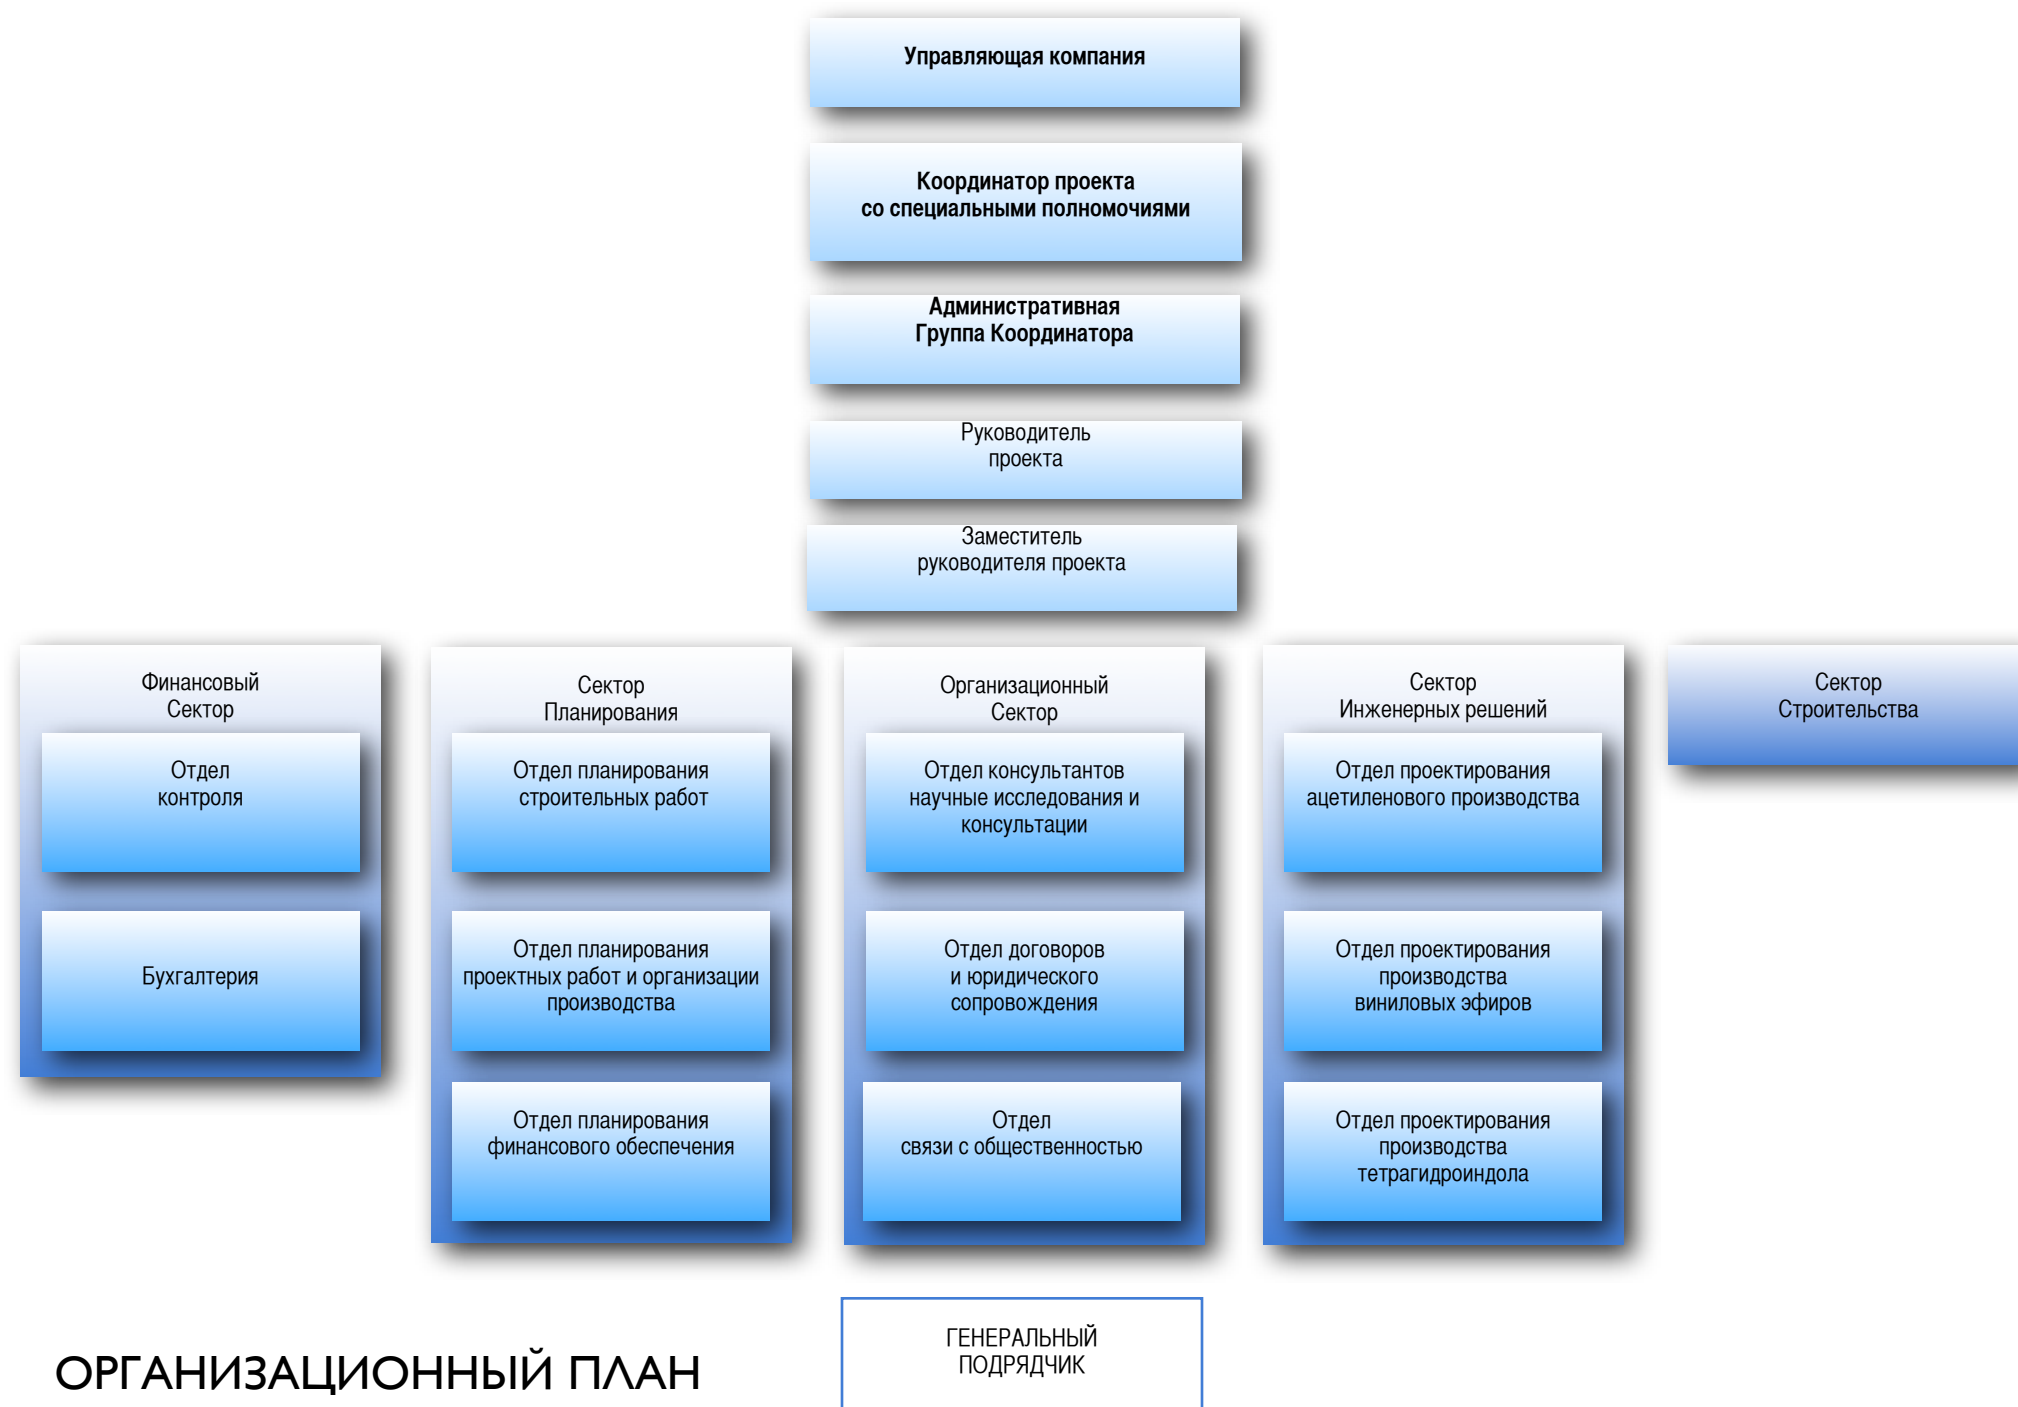 Управляющая компания
Координатор проекта
со специальными полномочиями
Административная
Группа Координатора
Руководитель
проекта
Заместитель
руководителя проекта
Финансовый
Сектор
Отдел
контроля
Бухгалтерия
Сектор
Планирования
Отдел планирования
строительных работ
Отдел планирования
проектных работ и организации
производства
Отдел планирования
финансового обеспечения
Организационный
Сектор
Отдел консультантов
научные исследования и
консультации
Отдел договоров
и юридического
сопровождения
Отдел
связи с общественностью
Сектор
Инженерных решений
Отдел проектирования
ацетиленового производства
Отдел проектирования
производства
виниловых эфиров
Отдел проектирования
производства
тетрагидроиндола
Сектор
Строительства
ГЕНЕРАЛЬНЫЙ
ПОДРЯДЧИК
ОРГАНИЗАЦИОННЫЙ ПЛАН